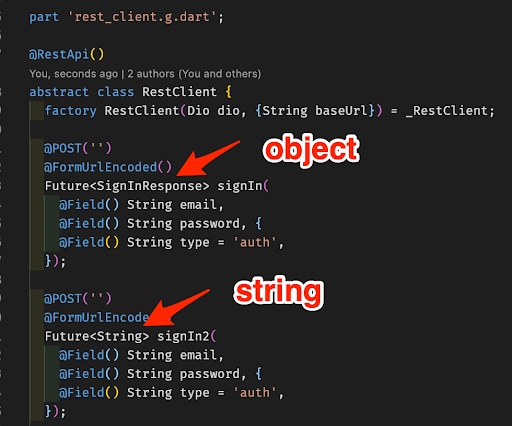 part 'rest_client.g.dart';
@RestApi()
You, seconds ago | 2 authors (You and others)
abstract class RestClient {
factory RestClient(Dio dio, {String baseUrl}) = _RestClient;
@POST('')
object
@FormUrlEncoded()
Future<SignInResponse> signIn(
@Field() String email,
@Field() String password, {
@Field() String type = 'auth',
});
string
@POST('')
@FormUrlEncode
Future<String> signIn2(
@Field() String email,
@Field() String password, {
@Field() String type = 'auth',
});